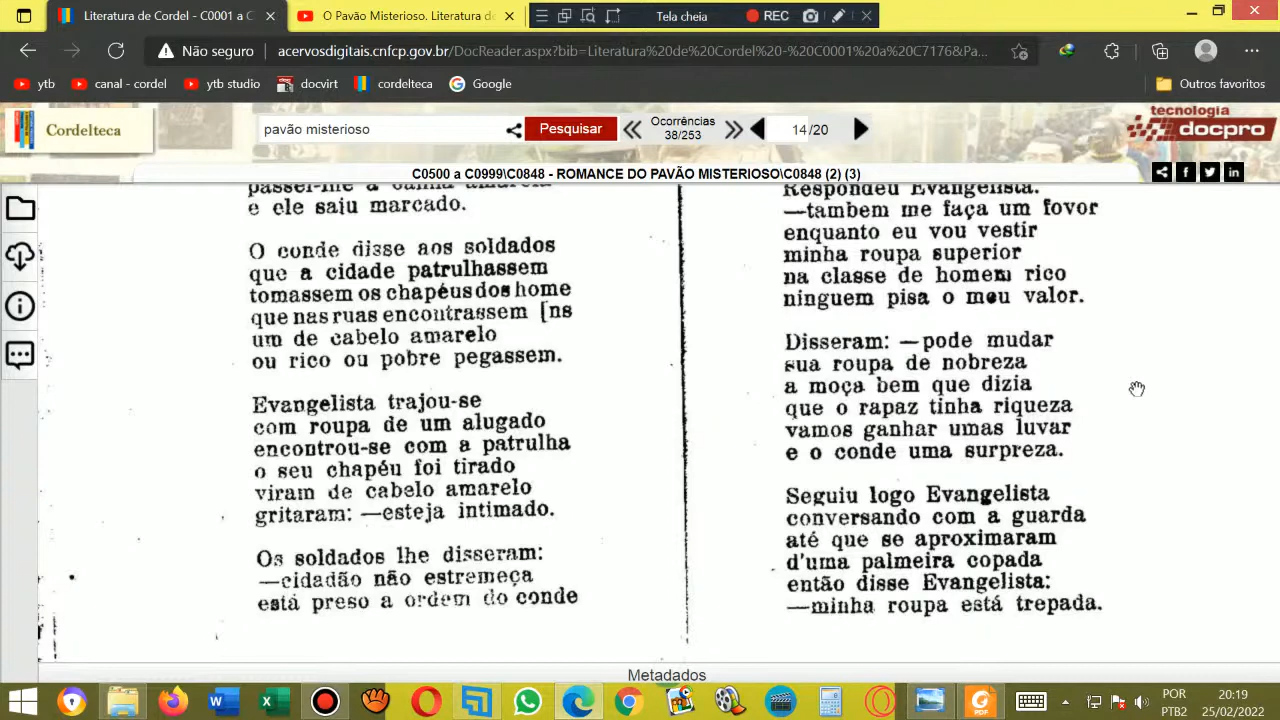 Literatura de Cordel - C0001 a C
O Pavão Misterioso. Literatura de
Tela cheia
REC
Não seguro
acervosdigitais.cnfcp.gov.br/DocReader.aspx?bib=Literatura%20de%20Cordel%20-%20C0001%20a%20C7176&Pa...
ytb
canal - cordel
ytb studio
docvirt
cordelteca
Google
Outros favoritos
Cordelteca
pavão misterioso
Pesquisar
Ocorrências
38/253
14/20
tecnologia
docpro
C0500 a C0999\C0848 - ROMANCE DO PAVÃO MISTERIOSO\C0848 (2) (3)
passei-lhe a banha amarela
e ele saiu marcado.
O conde disse aos soldados
que a cidade patrulhassem
tomassem os chapéus dos home
que nas ruas encontrassem [ns
um de cabelo amarelo
ou rico ou pobre pegassem.
Evangelista trajou-se
com roupa de um alugado
encontrou-se com a patrulha
o seu chapéu foi tirado
viram de cabelo amarelo
gritaram: —esteja intimado.
Os soldados lhe disseram:
—cidadão não estremeça
está preso a ordem do conde
Respondeu Evangelista.
—tambem me faça um fovor
enquanto eu vou vestir
minha roupa superior
na classe de homem rico
ninguem pisa o meu valor.
Disseram: —pode mudar
sua roupa de nobreza
a moça bem que dizia
que o rapaz tinha riqueza
vamos ganhar umas luvar
e o conde uma surpreza.
Seguiu logo Evangelista
conversando com a guarda
até que se aproximaram
d'uma palmeira copada
então disse Evangelista:
—minha roupa está trepada.
Metadados
POR
PTB2
20:19
25/02/2022